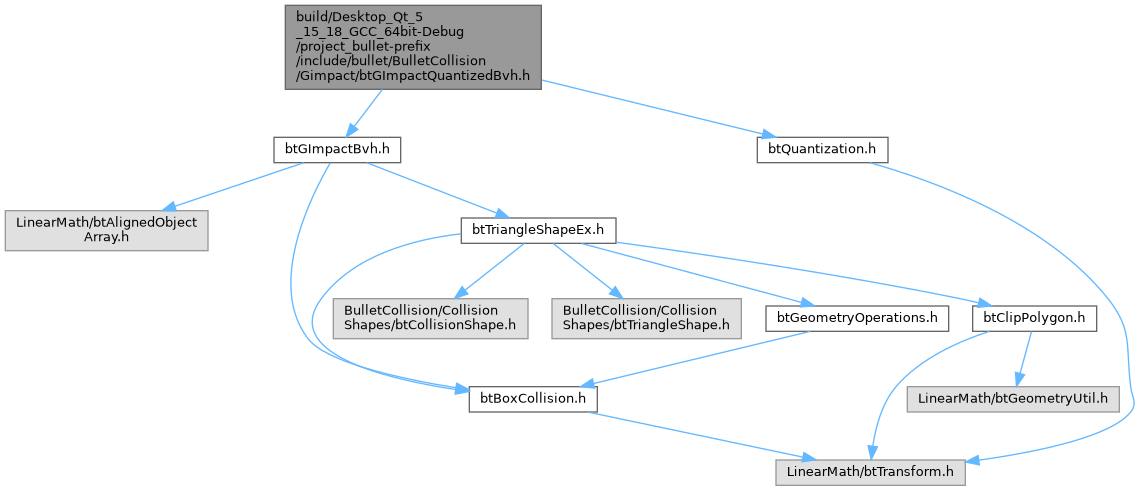 build/Desktop_Qt_5
_15_18_GCC_64bit-Debug
/project_bullet-prefix
/include/bullet/BulletCollision
/Gimpact/btGImpactQuantizedBvh.h
btGImpactBvh.h
btQuantization.h
LinearMath/btAlignedObject
Array.h
btTriangleShapeEx.h
BulletCollision/Collision
Shapes/btCollisionShape.h
BulletCollision/Collision
Shapes/btTriangleShape.h
btGeometryOperations.h
btClipPolygon.h
btBoxCollision.h
LinearMath/btGeometryUtil.h
LinearMath/btTransform.h